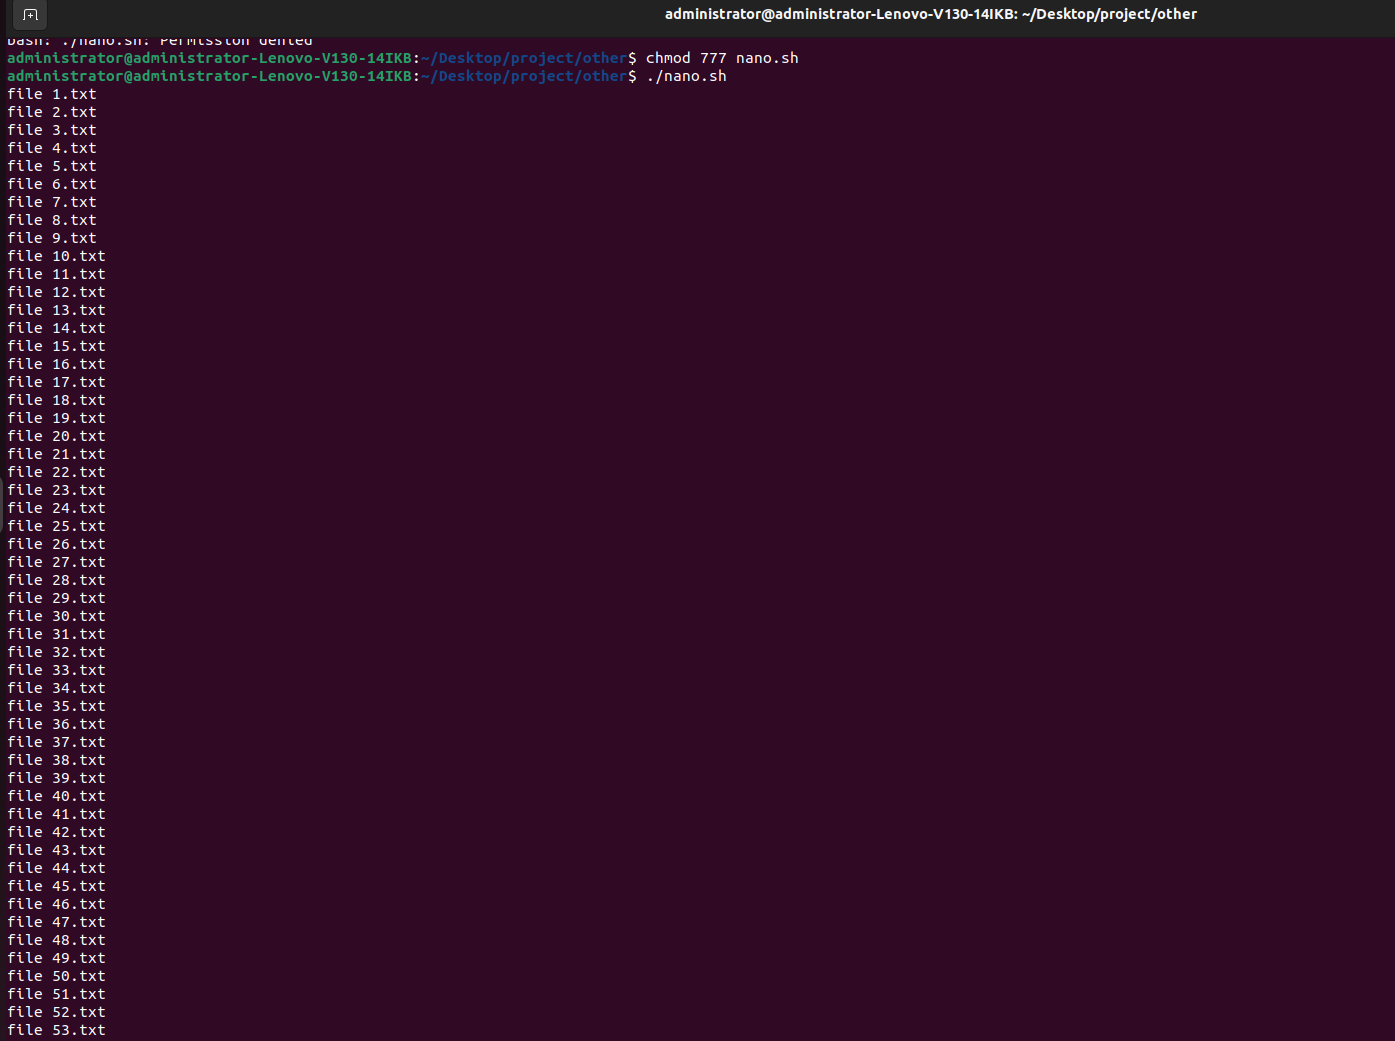 administrator@administrator-Lenovo-V130-14IKB: ~/Desktop/project/other
bash: ./nano.sh: Permission denied
administrator@administrator-Lenovo-V130-14IKB:~/Desktop/project/other$ chmod 777 nano.sh
administrator@administrator-Lenovo-V130-14IKB:~/Desktop/project/other$ ./nano.sh
file 1.txt
file 2.txt
file 3.txt
file 4.txt
file 5.txt
file 6.txt
file 7.txt
file 8.txt
file 9.txt
file 10.txt
file 11.txt
file 12.txt
file 13.txt
file 14.txt
file 15.txt
file 16.txt
file 17.txt
file 18.txt
file 19.txt
file 20.txt
file 21.txt
file 22.txt
file 23.txt
file 24.txt
file 25.txt
file 26.txt
file 27.txt
file 28.txt
file 29.txt
file 30.txt
file 31.txt
file 32.txt
file 33.txt
file 34.txt
file 35.txt
file 36.txt
file 37.txt
file 38.txt
file 39.txt
file 40.txt
file 41.txt
file 42.txt
file 43.txt
file 44.txt
file 45.txt
file 46.txt
file 47.txt
file 48.txt
file 49.txt
file 50.txt
file 51.txt
file 52.txt
file 53.txt